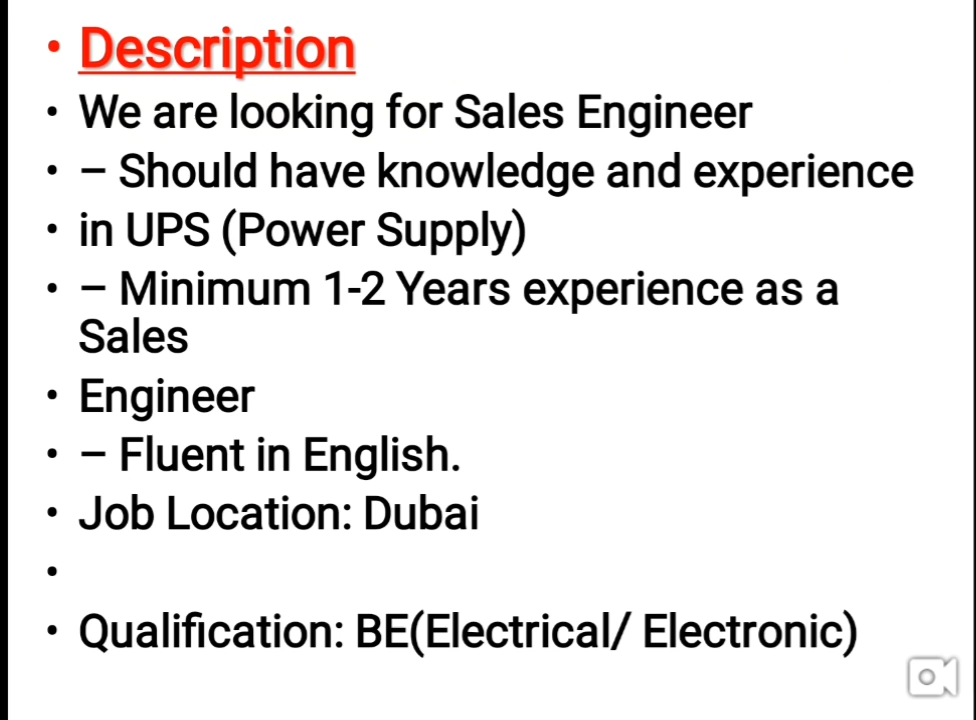 • Description
• We are looking for Sales Engineer
• – Should have knowledge and experience
• in UPS (Power Supply)
• – Minimum 1-2 Years experience as a
Sales
• Engineer
• – Fluent in English.
• Job Location: Dubai
•
• Qualification: BE(Electrical/ Electronic)